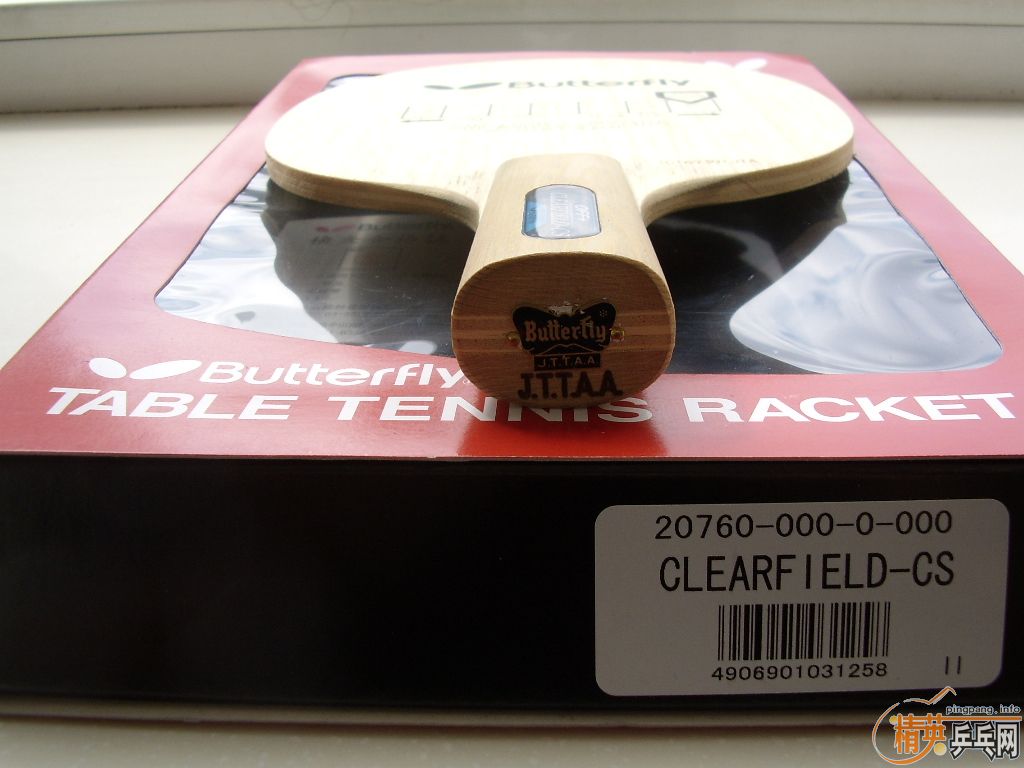 Butterfly
Butterfly
J.T.T.A.A
J.T.T.A.A.
Butterfly
TABLE TENNIS RACKET
20760-000-0-000
CLEARFIELD-CS
4906901031258
II
pingpang.info
精英乒乓网